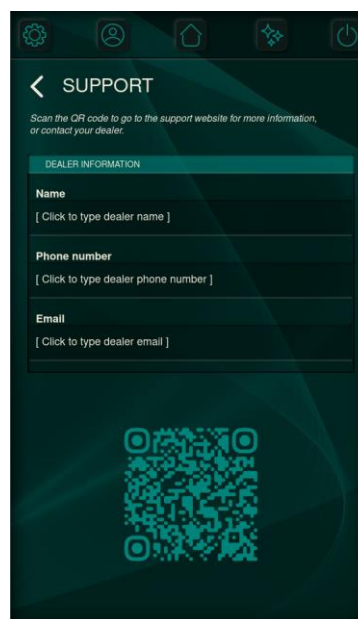 SUPPORT
Scan the QR code to go to the support website for more information,
or contact your dealer.
DEALER INFORMATION
Name
[ Click to type dealer name ]
Phone number
[ Click to type dealer phone number ]
Email
[ Click to type dealer email ]